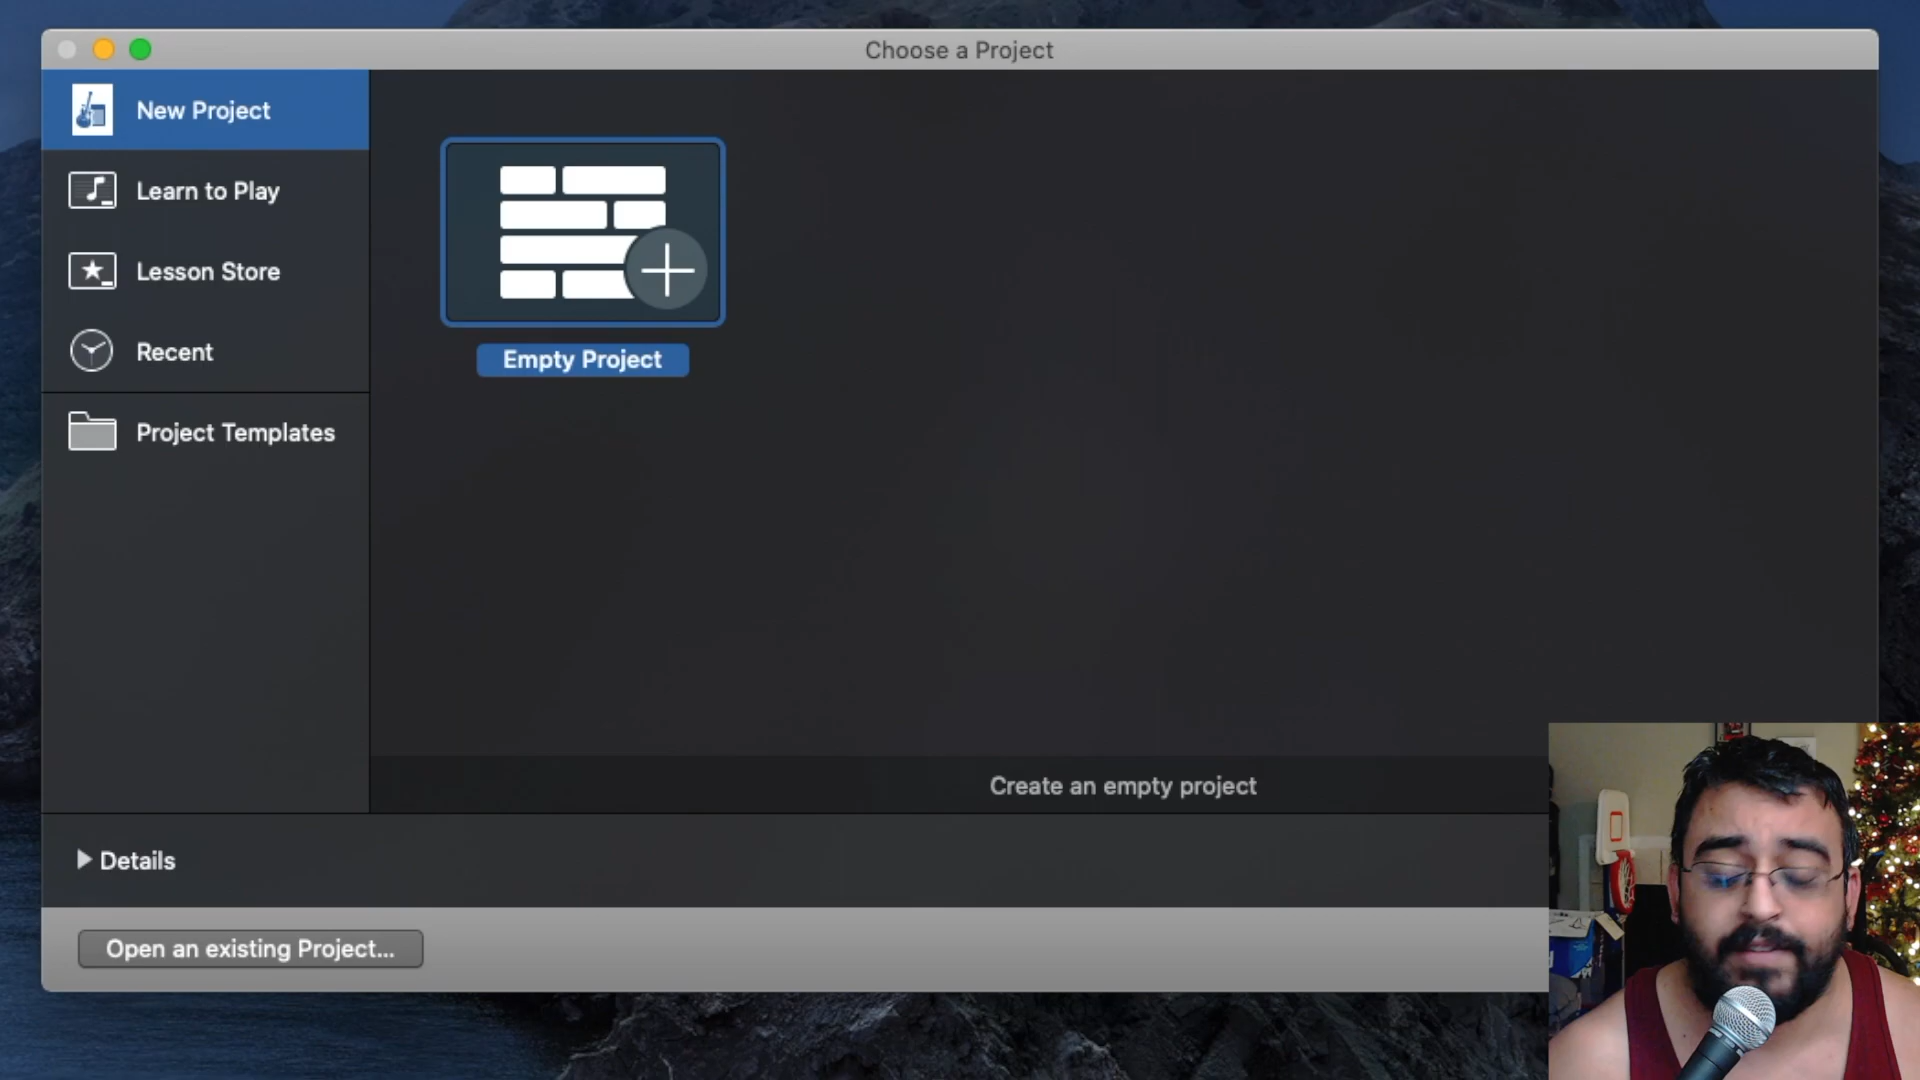 Choose a Project
New Project
Learn to Play
Lesson Store
Recent
Project Templates
Empty Project
Create an empty project
Details
Open an existing Project...